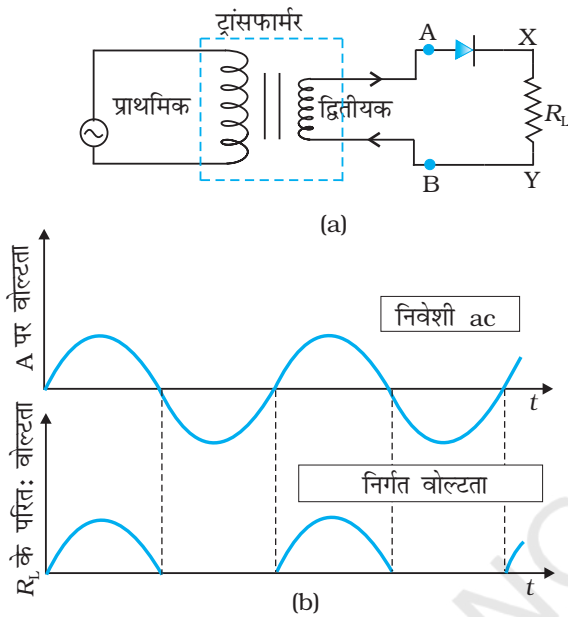 ट्रांसफार्मर
A
X
प्राथमिक
द्वितीयक
R_L
B
Y
(a)
A पर वोल्टता
निवेशी ac
t
R_L के परित: वोल्टता
निर्गत वोल्टता
t
(b)